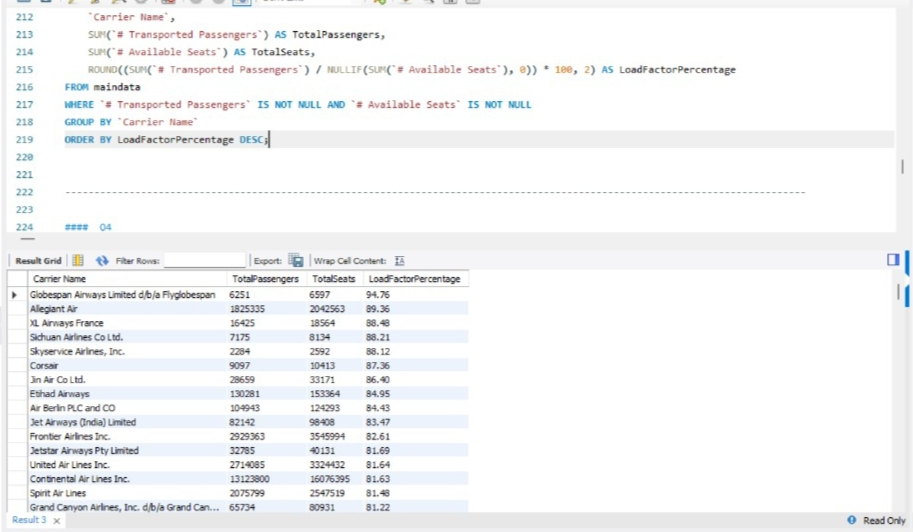 212 `Carrier Name`,
213 SUM(`# Transported Passengers`) AS TotalPassengers,
214 SUM(`# Available Seats`) AS TotalSeats,
215 ROUND((SUM(`# Transported Passengers`) / NULLIF(SUM(`# Available Seats`), 0)) * 100, 2) AS LoadFactorPercentage
216 FROM maindata
217 WHERE `# Transported Passengers` IS NOT NULL AND `# Available Seats` IS NOT NULL
218 GROUP BY `Carrier Name`
219 ORDER BY LoadFactorPercentage DESC;
220
221
222 --------------------------------------------------------------------------------
223
224 #### Q4
Result Grid Filter Rows: Export: Wrap Cell Content:
Carrier Name TotalPassengers TotalSeats LoadFactorPercentage
Globespan Airways Limited d/b/a Flyglobespan 6251 6597 94.76
Allegiant Air 1825335 2042563 89.36
XL Airways France 16425 18564 88.48
Sichuan Airlines Co Ltd. 7175 8134 88.21
Skyservice Airlines, Inc. 2284 2592 88.12
Corsair 9097 10413 87.36
Jin Air Co Ltd. 28659 33171 86.40
Etihad Airways 130281 153364 84.95
Air Berlin PLC and CO 104943 124293 84.43
Jet Airways (India) Limited 82142 98408 83.47
Frontier Airlines Inc. 2929363 3545994 82.61
Jetstar Airways Pty Limited 32785 40131 81.69
United Air Lines Inc. 2714085 3324432 81.64
Continental Air Lines Inc. 13123800 16076395 81.63
Spirit Air Lines 2075799 2547519 81.48
Grand Canyon Airlines, Inc. d/b/a Grand Can... 65734 80931 81.22
Result 3 × Read Only